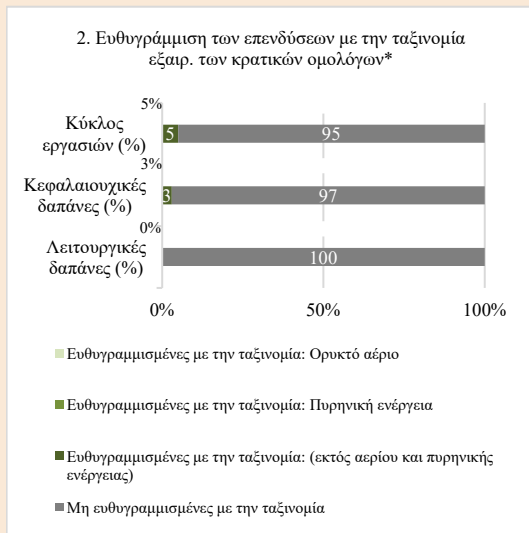 2. Ευθυγράμμιση των επενδύσεων με την ταξινομία
εξαιρ. των κρατικών ομολόγων*
5%
Κύκλος
εργασιών (%)
5 95
3%
Κεφαλαιουχικές
δαπάνες (%)
3 97
0%
Λειτουργικές
δαπάνες (%)
100
0% 50% 100%
Ευθυγραμμισμένες με την ταξινομία: Ορυκτό αέριο
Ευθυγραμμισμένες με την ταξινομία: Πυρηνική ενέργεια
Ευθυγραμμισμένες με την ταξινομία: (εκτός αερίου και πυρηνικής
ενέργειας)
Μη ευθυγραμμισμένες με την ταξινομία